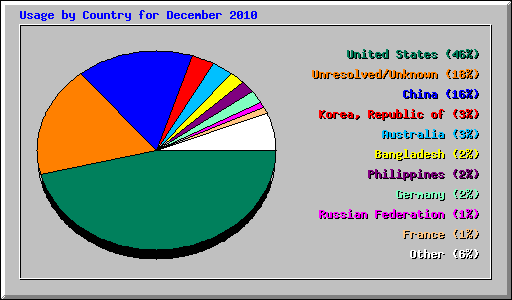 Usage by Country for December 2010
United States (46%)
Unresolved/Unknown (18%)
China (16%)
Korea, Republic of (3%)
Australia (3%)
Bangladesh (2%)
Philippines (2%)
Germany (2%)
Russian Federation (1%)
France (1%)
Other (6%)